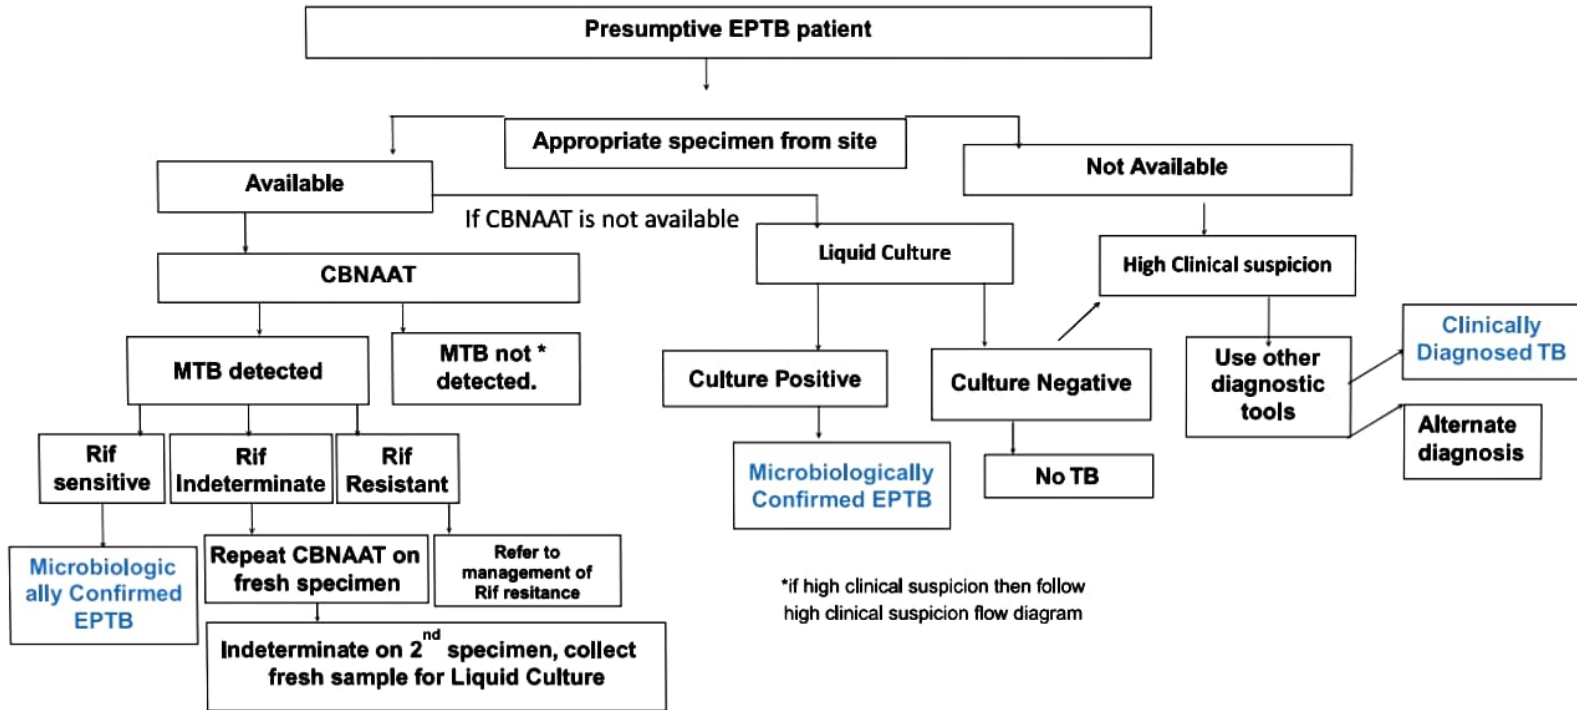 Presumptive EPTB patient
Appropriate specimen from site
Available
Not Available
If CBNAAT is not available
Liquid Culture
High Clinical suspicion
CBNAAT
MTB detected
MTB not *
detected.
Culture Positive
Culture Negative
Use other
diagnostic
tools
Clinically
Diagnosed TB
Alternate
diagnosis
Rif
sensitive
Rif
Indeterminate
Rif
Resistant
Microbiologically
Confirmed EPTB
No TB
Microbiologic
ally Confirmed
EPTB
Repeat CBNAAT on
fresh specimen
Refer to
management of
Rif resitance
*if high clinical suspicion then follow
high clinical suspicion flow diagram
Indeterminate on 2nd specimen, collect
fresh sample for Liquid Culture